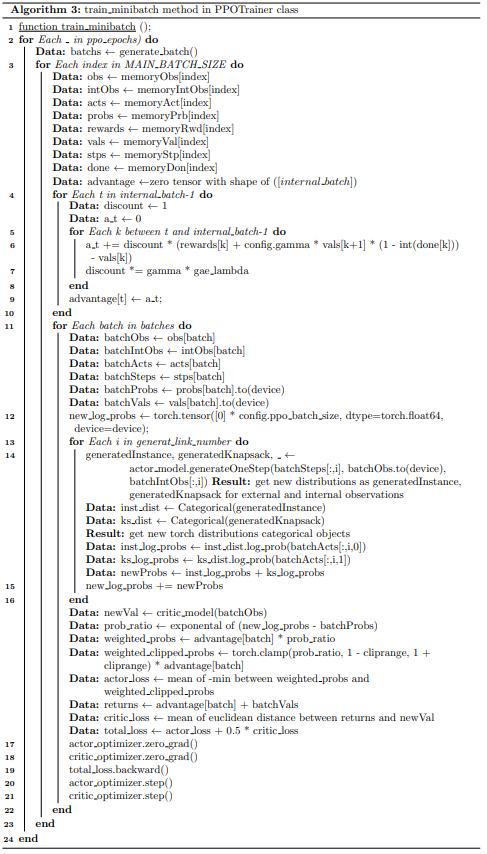 Algorithm 3: train_minibatch method in PPOTrainer class
1 function train_minibatch ();
2 for Each _ in ppo_epochs) do
Data: batchs ← generate_batch()
3 for Each index in MAIN_BATCH_SIZE do
Data: obs ← memoryObs[index]
Data: intObs ← memoryIntObs[index]
Data: acts ← memoryAct[index]
Data: probs ← memoryPrb[index]
Data: rewards ← memoryRwd[index]
Data: vals ← memoryVal[index]
Data: stps ← memoryStp[index]
Data: done ← memoryDon[index]
Data: advantage ←zero tensor with shape of ([internal_batch])
4 for Each t in internal_batch-1 do
Data: discount ← 1
Data: a_t ← 0
5 for Each k between t and internal_batch-1 do
6 a_t += discount * (rewards[k] + config.gamma * vals[k+1] * (1 - int(done[k]))
- vals[k])
7 discount *= gamma * gae_lambda
8 end
9 advantage[t] ← a_t;
10 end
11 for Each batch in batches do
Data: batchObs ← obs[batch]
Data: batchIntObs ← intObs[batch]
Data: batchActs ← acts[batch]
Data: batchSteps ← stps[batch]
Data: batchProbs ← probs[batch].to(device)
Data: batchVals ← vals[batch].to(device)
12 new_log_probs ← torch.tensor([0] * config.ppo_batch_size, dtype=torch.float64,
device=device);
13 for Each i in generat_link_number do
14 generatedInstance, generatedKnapsack, _ ←
actor_model.generateOneStep(batchSteps[:,i], batchObs.to(device),
batchIntObs[:,i]) Result: get new distributions as generatedInstance,
generatedKnapsack for external and internal observations
Data: inst_dist ← Categorical(generatedInstance)
Data: ks_dist ← Categorical(generatedKnapsack)
Result: get new torch distributions categorical objects
Data: inst_log_probs ← inst_dist.log_prob(batchActs[:,i,0])
Data: ks_log_probs ← ks_dist.log_prob(batchActs[:,i,1])
Data: newProbs ← inst_log_probs + ks_log_probs
15 new_log_probs += newProbs
16 end
Data: newVal ← critic_model(batchObs)
Data: prob_ratio ← exponental of (new_log_probs - batchProbs)
Data: weighted_probs ← advantage[batch] * prob_ratio
Data: weighted_clipped_probs ← torch.clamp(prob_ratio, 1 - cliprange, 1 +
cliprange) * advantage[batch]
Data: actor_loss ← mean of -min between weighted_probs and
weighted_clipped_probs
Data: returns ← advantage[batch] + batchVals
Data: critic_loss ← mean of euclidean distance between returns and newVal
Data: total_loss ← actor_loss + 0.5 * critic_loss
17 actor_optimizer.zero_grad()
18 critic_optimizer.zero_grad()
19 total_loss.backward()
20 actor_optimizer.step()
21 critic_optimizer.step()
22 end
23 end
24 end